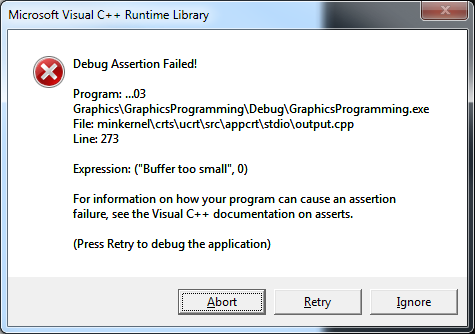 Microsoft Visual C++ Runtime Library
Debug Assertion Failed!
Program: ...03
Graphics\GraphicsProgramming\Debug\GraphicsProgramming.exe
File: minkernel\crts\ucrt\src\appcrt\stdio\output.cpp
Line: 273
Expression: ("Buffer too small", 0)
For information on how your program can cause an assertion
failure, see the Visual C++ documentation on asserts.
(Press Retry to debug the application)
Abort Retry Ignore